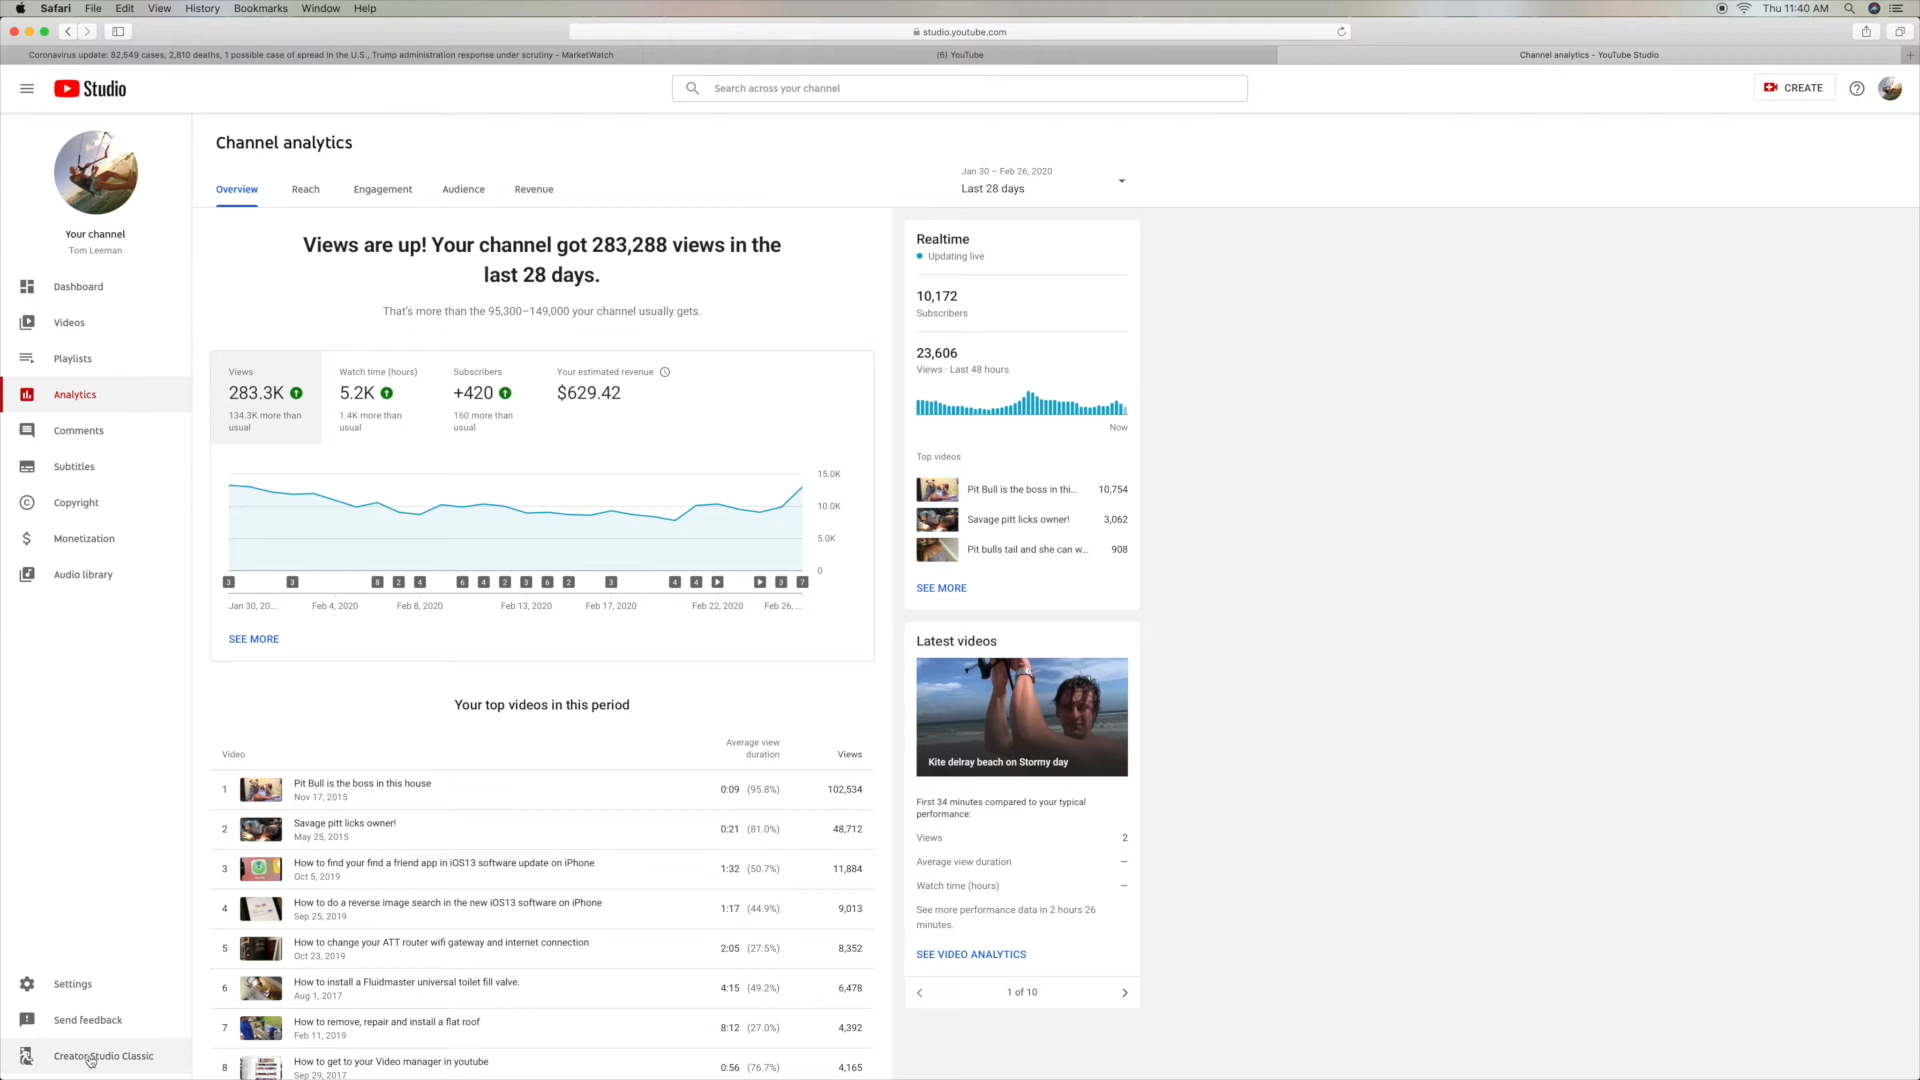 Safari File Edit View History Bookmarks Window Help Thu 11:40 AM
studio.youtube.com
Coronavirus update: 82,549 cases, 2,810 deaths, 1 possible case of spread in the U.S., Trump administration response under scrutiny - MarketWatch (6) YouTube Channel analytics - YouTube Studio
Studio Search across your channel CREATE
Your channel
Tom Leeman
Dashboard
Videos
Playlists
Analytics
Comments
Subtitles
Copyright
Monetization
Audio library
Settings
Send feedback
Creator Studio Classic
Channel analytics
Overview Reach Engagement Audience Revenue
Jan 30 – Feb 26, 2020
Last 28 days
Views are up! Your channel got 283,288 views in the
last 28 days.
That's more than the 95,300–149,000 your channel usually gets.
Views Watch time (hours) Subscribers Your estimated revenue
283.3K 5.2K +420 $629.42
134.3K more than 1.4K more than 160 more than
usual usual usual
15.0K
10.0K
5.0K
0
3 3 8 2 4 6 4 2 3 6 2 3 4 4 3 7
Jan 30, 20... Feb 4, 2020 Feb 8, 2020 Feb 13, 2020 Feb 17, 2020 Feb 22, 2020 Feb 26, ...
SEE MORE
Your top videos in this period
Average view
Video duration Views
1 Pit Bull is the boss in this house 0:09 (95.8%) 102,534
Nov 17, 2015
2 Savage pitt licks owner! 0:21 (81.0%) 48,712
May 25, 2015
3 How to find your find a friend app in iOS13 software update on iPhone 1:32 (50.7%) 11,884
Oct 5, 2019
4 How to do a reverse image search in the new iOS13 software on iPhone 1:17 (44.9%) 9,013
Sep 25, 2019
5 How to change your ATT router wifi gateway and internet connection 2:05 (27.5%) 8,352
Oct 23, 2019
6 How to install a Fluidmaster universal toilet fill valve. 4:15 (49.2%) 6,478
Aug 1, 2017
7 How to remove, repair and install a flat roof 8:12 (27.0%) 4,392
Feb 11, 2019
8 How to get to your Video manager in youtube 0:56 (76.7%) 4,165
Sep 29, 2017
Realtime
Updating live
10,172
Subscribers
23,606
Views · Last 48 hours
Now
Top videos
Pit Bull is the boss in thi... 10,754
Savage pitt licks owner! 3,062
Pit bulls tail and she can w... 908
SEE MORE
Latest videos
Kite delray beach on Stormy day
First 34 minutes compared to your typical
performance:
Views 2
Average view duration –
Watch time (hours) –
See more performance data in 2 hours 26
minutes.
SEE VIDEO ANALYTICS
1 of 10